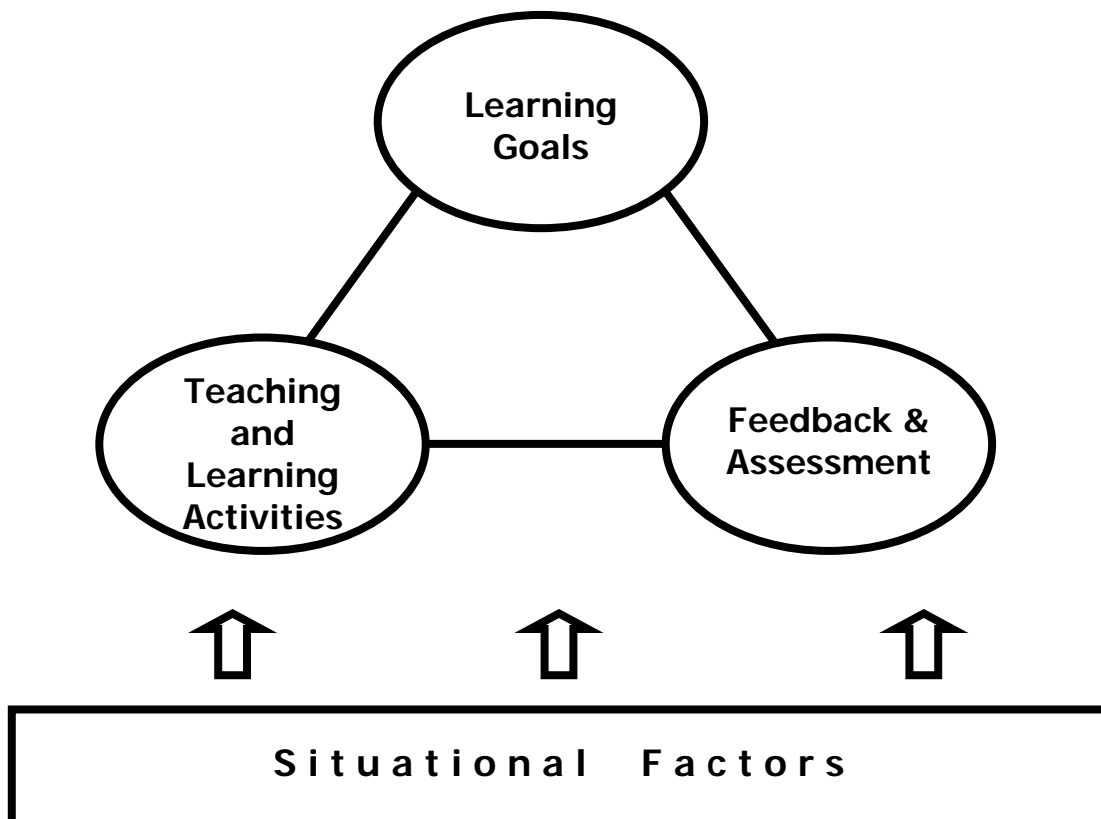 Learning
Goals
Teaching
and
Learning
Activities
Feedback &
Assessment
Situational Factors